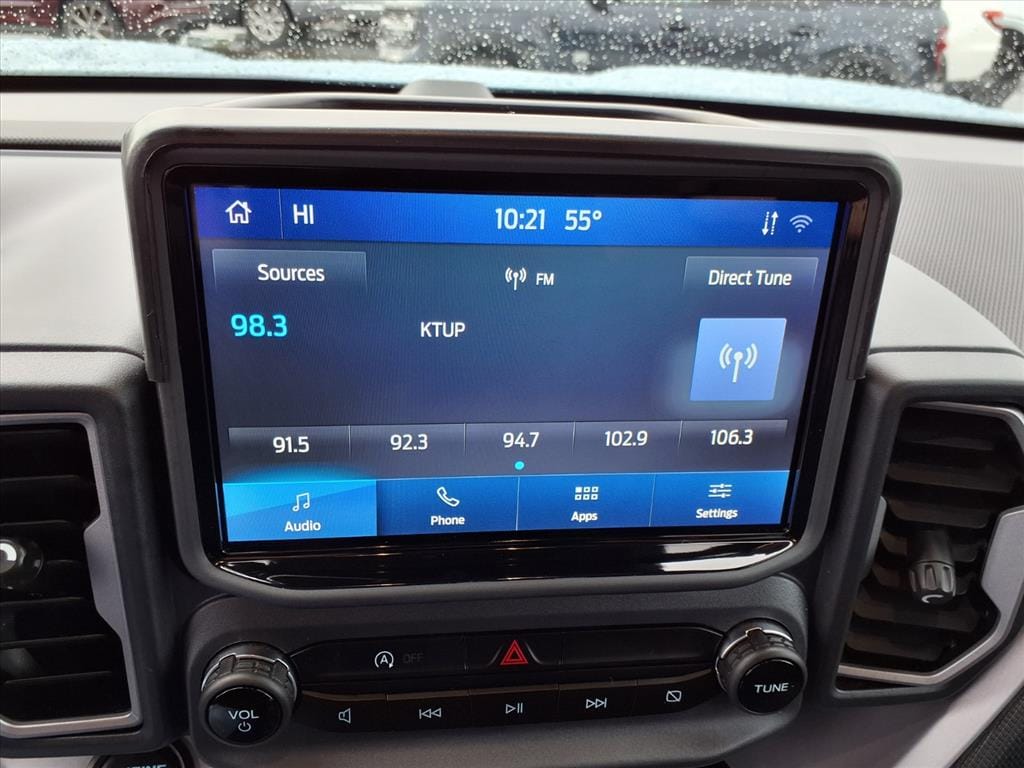 HI 10:21 55°
Sources FM Direct Tune
98.3 KTUP
91.5 92.3 94.7 102.9 106.3
Audio Phone Apps Settings
A OFF
VOL TUNE